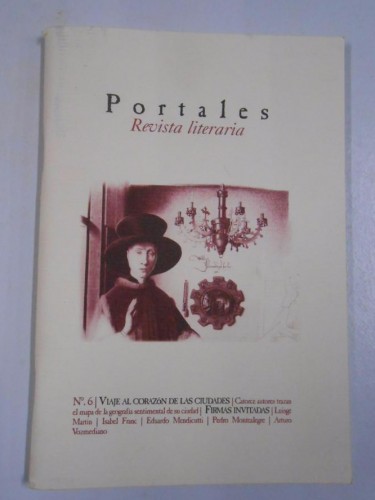 Portales
Revista literaria
Nº. 6 | VIAJE AL CORAZÓN DE LAS CIUDADES | Catorce autores trazan
el mapa de la geografía sentimental de su ciudad | FIRMAS INVITADAS | Luisgé
Martín | Isabel Franc | Eduardo Mendicutti | Pedro Montealegre | Arturo